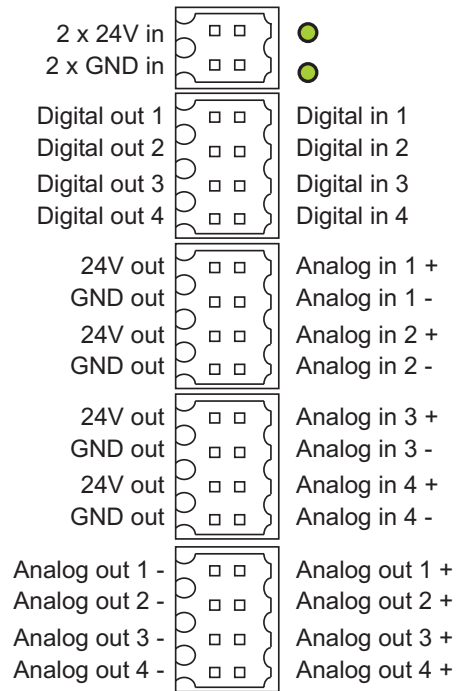 2 x 24V in
2 x GND in
Digital out 1 Digital in 1
Digital out 2 Digital in 2
Digital out 3 Digital in 3
Digital out 4 Digital in 4
24V out Analog in 1 +
GND out Analog in 1 -
24V out Analog in 2 +
GND out Analog in 2 -
24V out Analog in 3 +
GND out Analog in 3 -
24V out Analog in 4 +
GND out Analog in 4 -
Analog out 1 - Analog out 1 +
Analog out 2 - Analog out 2 +
Analog out 3 - Analog out 3 +
Analog out 4 - Analog out 4 +